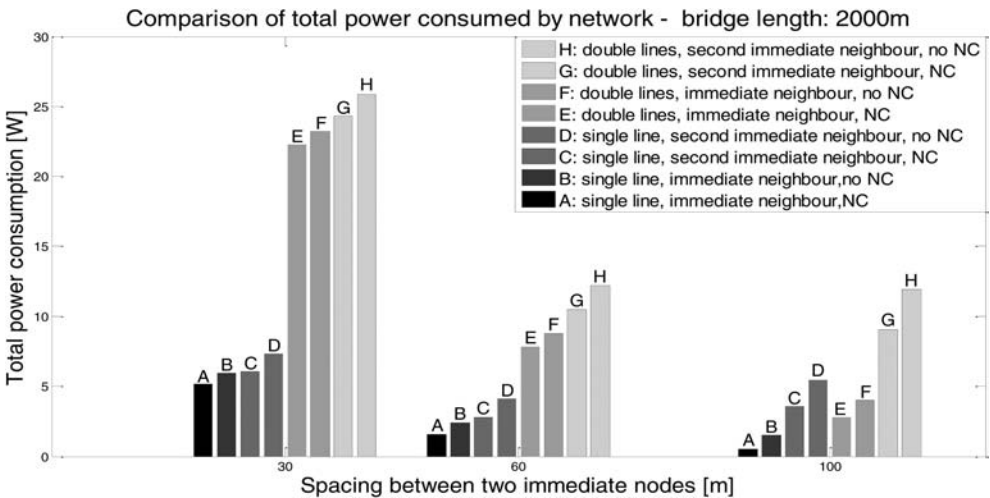 Comparison of total power consumed by network - bridge length: 2000m
30
25
20
15
10
5
0
Total power consumption [W]
H: double lines, second immediate neighbour, no NC
G: double lines, second immediate neighbour, NC
F: double lines, immediate neighbour, no NC
E: double lines, immediate neighbour, NC
D: single line, second immediate neighbour, no NC
C: single line, second immediate neighbour, NC
B: single line, immediate neighbour,no NC
A: single line, immediate neighbour,NC
A B C D E F G H
A B C D E F G H
A B C D E F G H
30 60 100
Spacing between two immediate nodes [m]